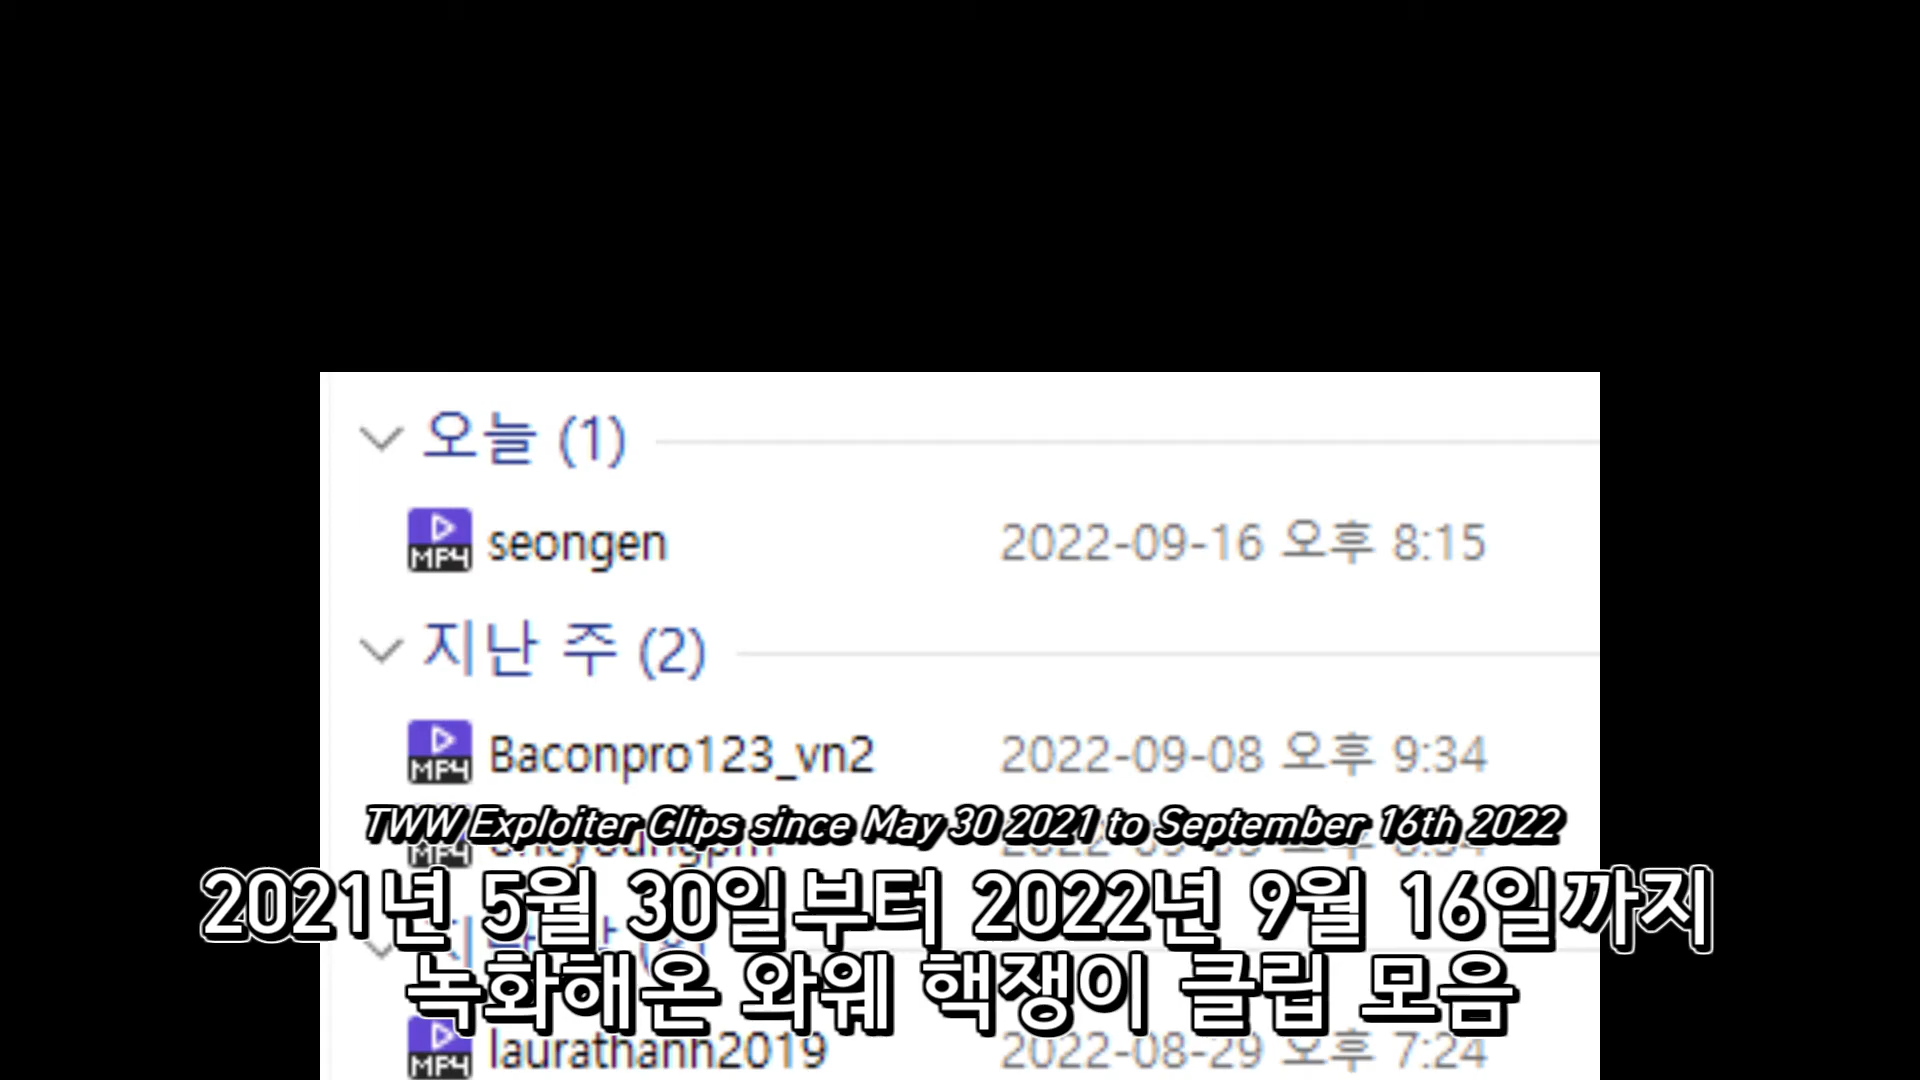 오늘 (1)
MP4 seongen 2022-09-16 오후 8:15
지난 주 (2)
MP4 Baconpro123_vn2 2022-09-08 오후 9:34
TWW Exploiter Clips since May 30 2021 to September 16th 2022
MP4
2021년 5월 30일부터 2022년 9월 16일까지
녹화해온 와웨 핵쟁이 클립 모음
MP4 laurathann2019 2022-08-29 오후 7:24